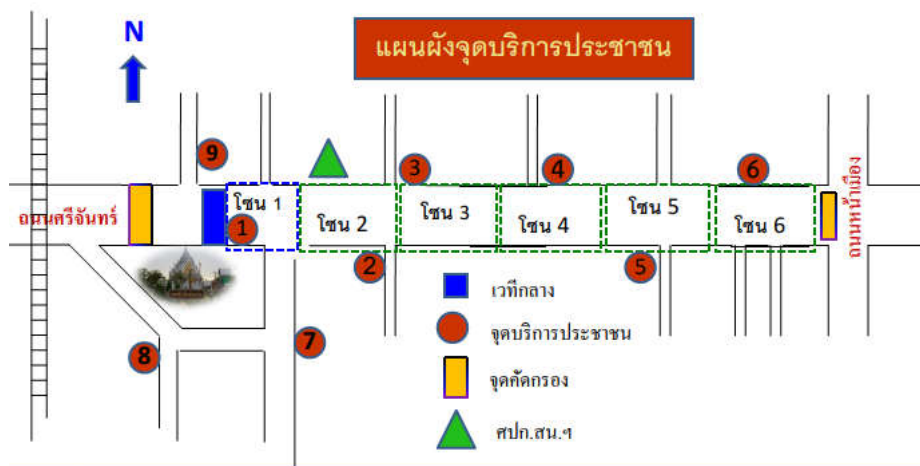 แผนผังจุดบริการประชาชน
N
9
3
4
6
ถนนศรีจันทร์
โซน 1
1
โซน 2
โซน 3
โซน 4
โซน 5
โซน 6
ถนนหน้าเมือง
2
5
เวทีกลาง
จุดบริการประชาชน
7
8
จุดคัดกรอง
ศปก.สน.ฯ